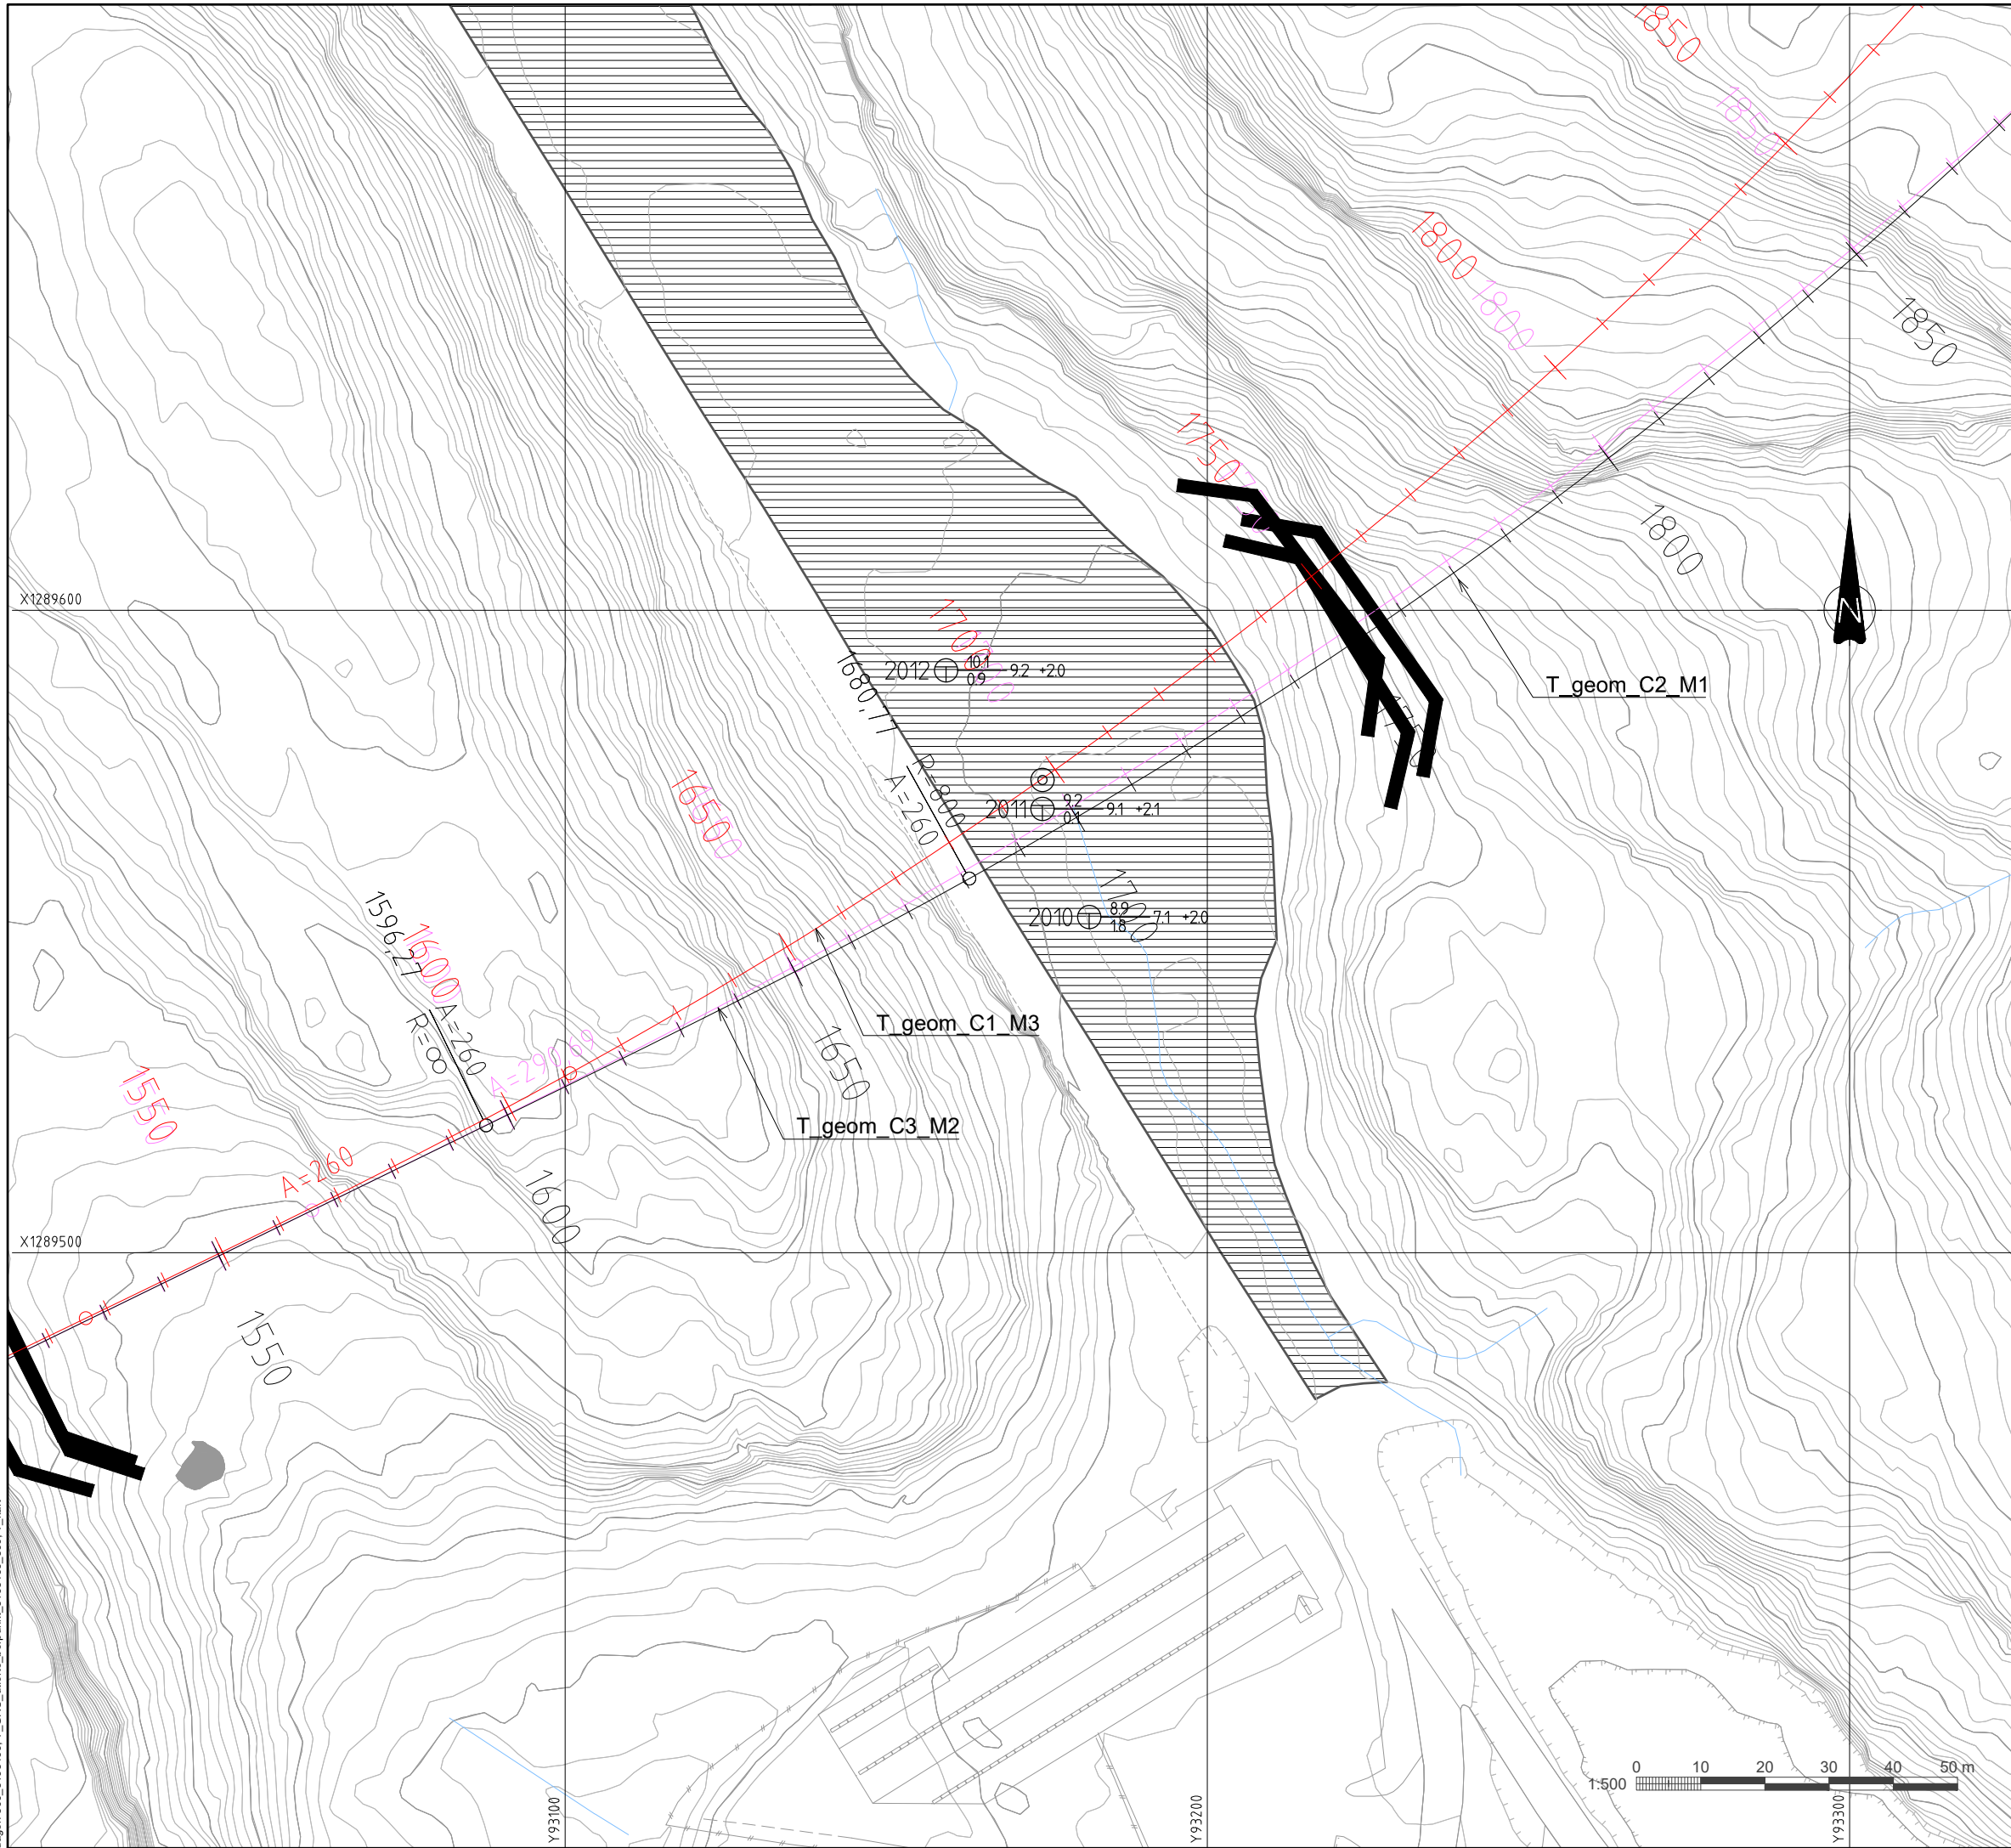 1850
1850
1800
1800
1850
1750
1800
X1289600
N
1700
2012 10.1 0.9 9.2 +2.0
1680,77
T_geom_C2_M1
R=800
A=260
1650
2011 9.2 0.1 9.1 +2.1
1700
2010 8.9 1.8 7.1 +2.0
1596,27
1600
A=260
R=∞
T_geom_C1_M3
1650
A=290,69
1550
T_geom_C3_M2
A=260
1600
X1289500
1550
1:500
0 10 20 30 40 50 m
Y93100
Y93200
Y93300